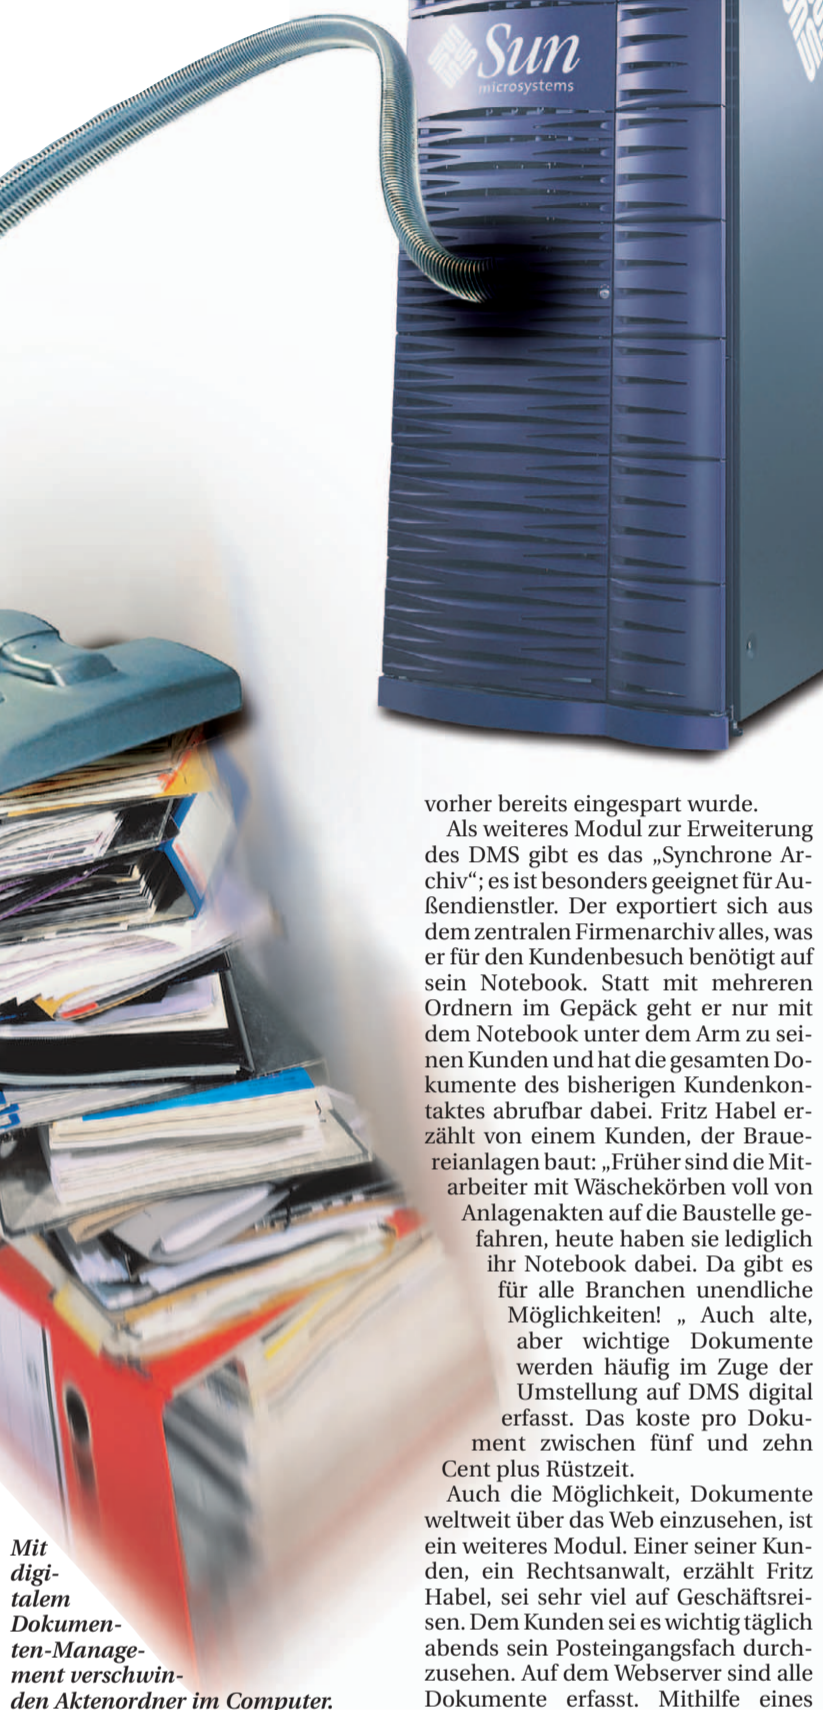 Sun
microsystems
vorher bereits eingespart wurde.
Als weiteres Modul zur Erweiterung
des DMS gibt es das „Synchrone Ar-
chiv“; es ist besonders geeignet für Au-
ßendienstler. Der exportiert sich aus
dem zentralen Firmenarchiv alles, was
er für den Kundenbesuch benötigt auf
sein Notebook. Statt mit mehreren
Ordnern im Gepäck geht er nur mit
dem Notebook unter dem Arm zu sei-
nen Kunden und hat die gesamten Do-
kumente des bisherigen Kundenkon-
taktes abrufbar dabei. Fritz Habel er-
zählt von einem Kunden, der Braue-
reianlagen baut: „Früher sind die Mit-
arbeiter mit Wäschekörben voll von
Anlagenakten auf die Baustelle ge-
fahren, heute haben sie lediglich
ihr Notebook dabei. Da gibt es
für alle Branchen unendliche
Möglichkeiten! „ Auch alte,
aber wichtige Dokumente
werden häufig im Zuge der
Umstellung auf DMS digital
erfasst. Das koste pro Doku-
ment zwischen fünf und zehn
Cent plus Rüstzeit.
Auch die Möglichkeit, Dokumente
weltweit über das Web einzusehen, ist
ein weiteres Modul. Einer seiner Kun-
den, ein Rechtsanwalt, erzählt Fritz
Habel, sei sehr viel auf Geschäftsrei-
sen. Dem Kunden sei es wichtig täglich
abends sein Posteingangsfach durch-
zusehen. Auf dem Webserver sind alle
Dokumente erfasst. Mithilfe eines
Mit
digi-
talem
Dokumen-
ten-Manage-
ment verschwin-
den Aktenordner im Computer.